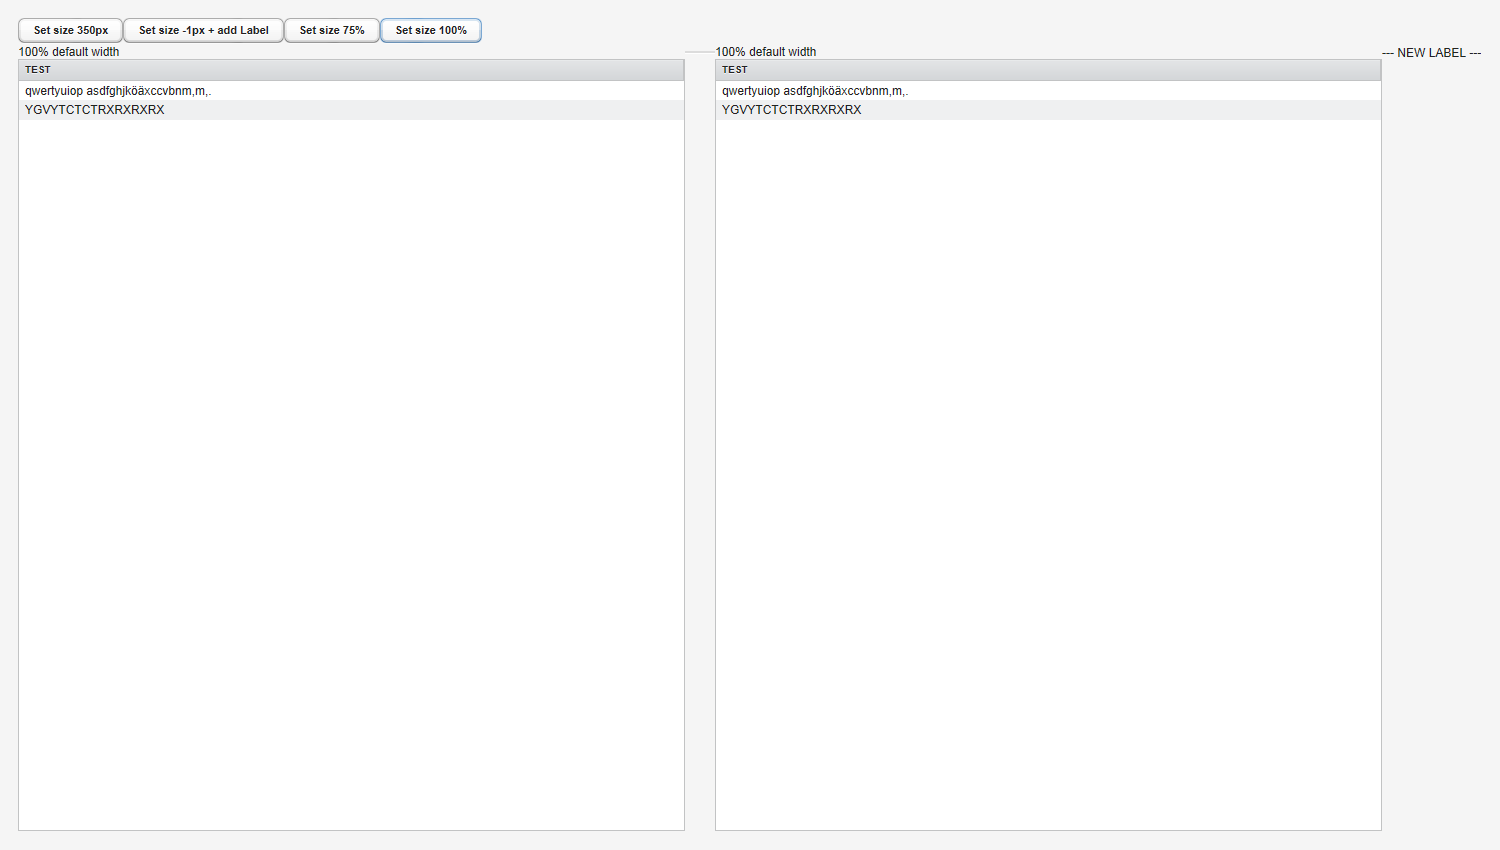 Set size 350px Set size -1px + add Label Set size 75% Set size 100%
100% default width 100% default width --- NEW LABEL ---
TEST TEST
qwertyuiop asdfghjköäxccvbnm,m,. qwertyuiop asdfghjköäxccvbnm,m,.
YGVYTCTCTRXRXRXRX YGVYTCTCTRXRXRXRX